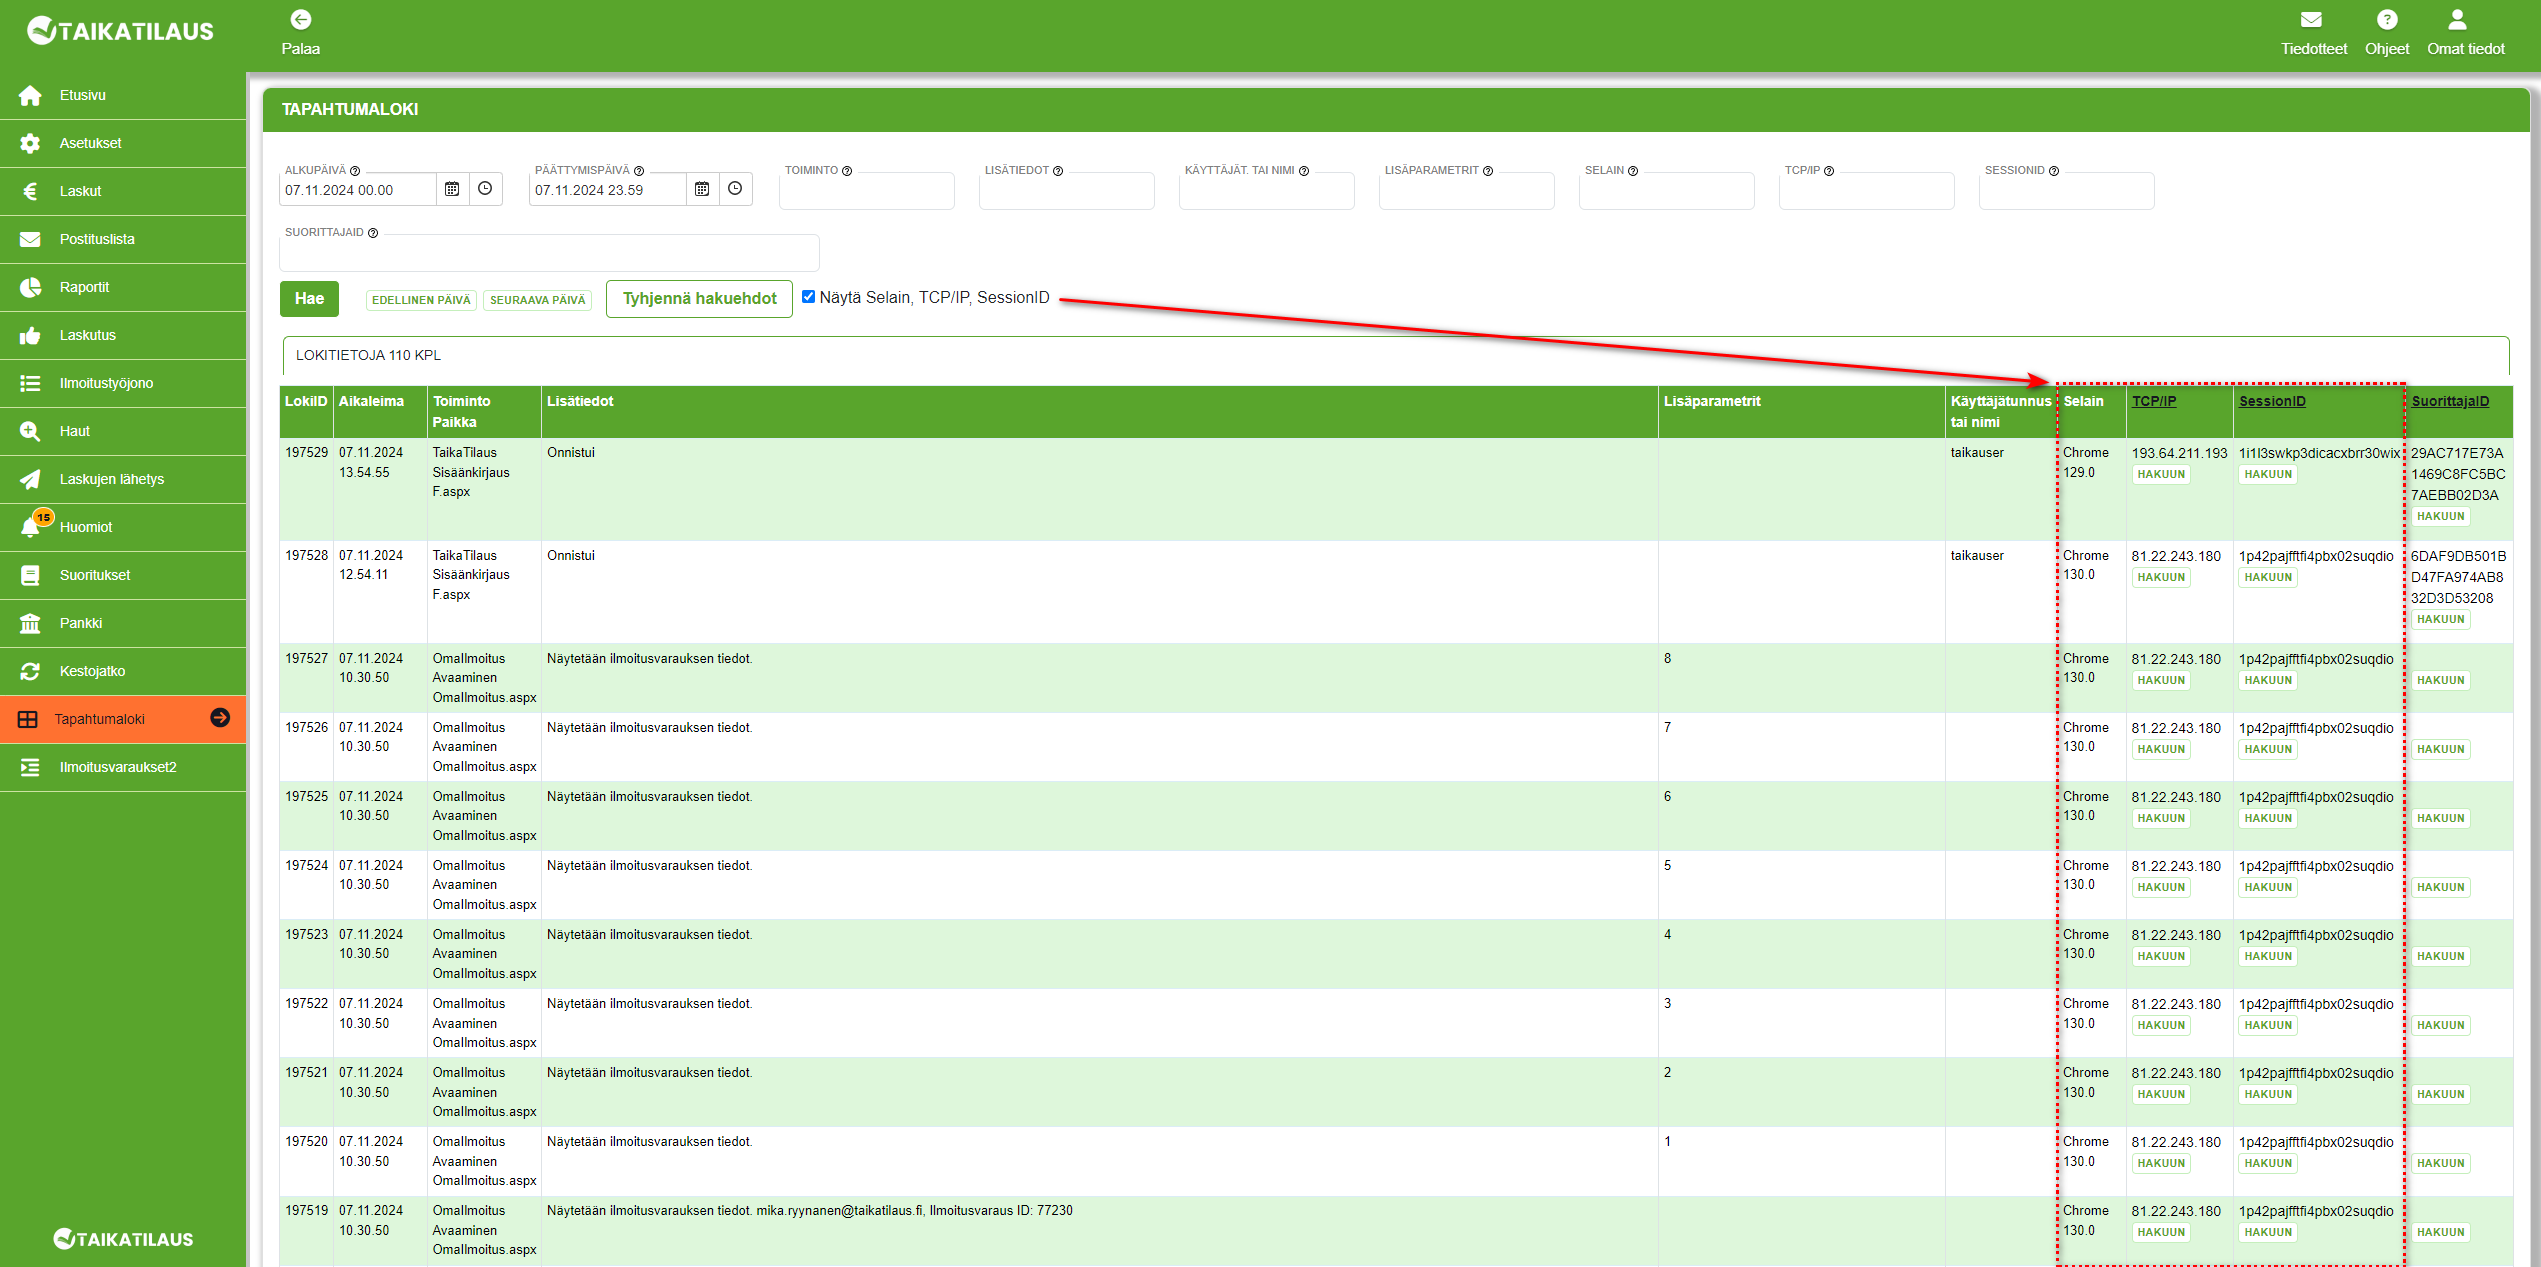 TAIKATILAUS
Palaa
Tiedotteet
Ohjeet
Omat tiedot
Etusivu
Asetukset
Laskut
Postituslista
Raportit
Laskutus
Ilmoitustyöjono
Haut
Laskujen lähetys
15
Huomiot
Suoritukset
Pankki
Kestojatko
Tapahtumaloki
Ilmoitusvaraukset2
TAIKATILAUS
TAPAHTUMALOKI
ALKUPÄIVÄ
07.11.2024 00.00
PÄÄTTYMISPÄIVÄ
07.11.2024 23.59
TOIMINTO
LISÄTIEDOT
KÄYTTÄJÄT. TAI NIMI
LISÄPARAMETRIT
SELAIN
TCP/IP
SESSIONID
SUORITTAJAID
Hae
EDELLINEN PÄIVÄ
SEURAAVA PÄIVÄ
Tyhjennä hakuehdot
Näytä Selain, TCP/IP, SessionID
LOKITIETOJA 110 KPL
LokiID Aikaleima Toiminto Lisätiedot Lisäparametrit Käyttäjätunnus Selain TCP/IP SessionID SuorittajaID
Paikka tai nimi
197529 07.11.2024 TaikaTilaus Onnistui taikauser Chrome 193.64.211.193 1i1l3swkp3dicacxbrr30wix 29AC717E73A
13.54.55 Sisäänkirjaus 129.0 HAKUUN HAKUUN 1469C8FC5BC
F.aspx 7AEBB02D3A
HAKUUN
197528 07.11.2024 TaikaTilaus Onnistui taikauser Chrome 81.22.243.180 1p42pajfftfi4pbx02suqdio 6DAF9DB501B
12.54.11 Sisäänkirjaus 130.0 HAKUUN HAKUUN D47FA974AB8
F.aspx 32D3D53208
HAKUUN
197527 07.11.2024 OmaIlmoitus Näytetään ilmoitusvarauksen tiedot. 8 Chrome 81.22.243.180 1p42pajfftfi4pbx02suqdio
10.30.50 Avaaminen 130.0 HAKUUN HAKUUN HAKUUN
OmaIlmoitus.aspx
197526 07.11.2024 OmaIlmoitus Näytetään ilmoitusvarauksen tiedot. 7 Chrome 81.22.243.180 1p42pajfftfi4pbx02suqdio
10.30.50 Avaaminen 130.0 HAKUUN HAKUUN HAKUUN
OmaIlmoitus.aspx
197525 07.11.2024 OmaIlmoitus Näytetään ilmoitusvarauksen tiedot. 6 Chrome 81.22.243.180 1p42pajfftfi4pbx02suqdio
10.30.50 Avaaminen 130.0 HAKUUN HAKUUN HAKUUN
OmaIlmoitus.aspx
197524 07.11.2024 OmaIlmoitus Näytetään ilmoitusvarauksen tiedot. 5 Chrome 81.22.243.180 1p42pajfftfi4pbx02suqdio
10.30.50 Avaaminen 130.0 HAKUUN HAKUUN HAKUUN
OmaIlmoitus.aspx
197523 07.11.2024 OmaIlmoitus Näytetään ilmoitusvarauksen tiedot. 4 Chrome 81.22.243.180 1p42pajfftfi4pbx02suqdio
10.30.50 Avaaminen 130.0 HAKUUN HAKUUN HAKUUN
OmaIlmoitus.aspx
197522 07.11.2024 OmaIlmoitus Näytetään ilmoitusvarauksen tiedot. 3 Chrome 81.22.243.180 1p42pajfftfi4pbx02suqdio
10.30.50 Avaaminen 130.0 HAKUUN HAKUUN HAKUUN
OmaIlmoitus.aspx
197521 07.11.2024 OmaIlmoitus Näytetään ilmoitusvarauksen tiedot. 2 Chrome 81.22.243.180 1p42pajfftfi4pbx02suqdio
10.30.50 Avaaminen 130.0 HAKUUN HAKUUN HAKUUN
OmaIlmoitus.aspx
197520 07.11.2024 OmaIlmoitus Näytetään ilmoitusvarauksen tiedot. 1 Chrome 81.22.243.180 1p42pajfftfi4pbx02suqdio
10.30.50 Avaaminen 130.0 HAKUUN HAKUUN HAKUUN
OmaIlmoitus.aspx
197519 07.11.2024 OmaIlmoitus Näytetään ilmoitusvarauksen tiedot. mika.ryynanen@taikatilaus.fi, Ilmoitusvaraus ID: 77230 Chrome 81.22.243.180 1p42pajfftfi4pbx02suqdio
10.30.50 Avaaminen 130.0 HAKUUN HAKUUN HAKUUN
OmaIlmoitus.aspx